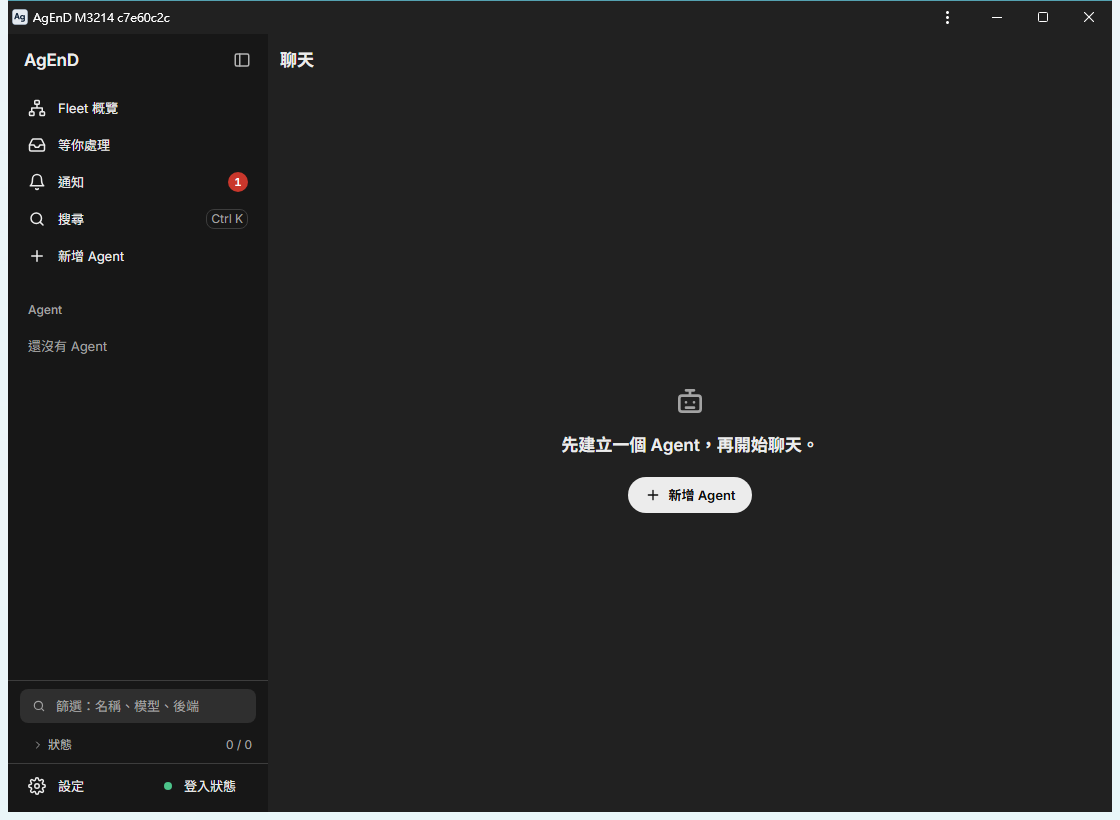 Ag AgEnD M3214 c7e60c2c
AgEnD
聊天
Fleet 概覽
等你處理
通知 1
搜尋 Ctrl K
新增 Agent
Agent
還沒有 Agent
先建立一個 Agent，再開始聊天。
新增 Agent
篩選：名稱、模型、後端
狀態 0 / 0
設定 登入狀態